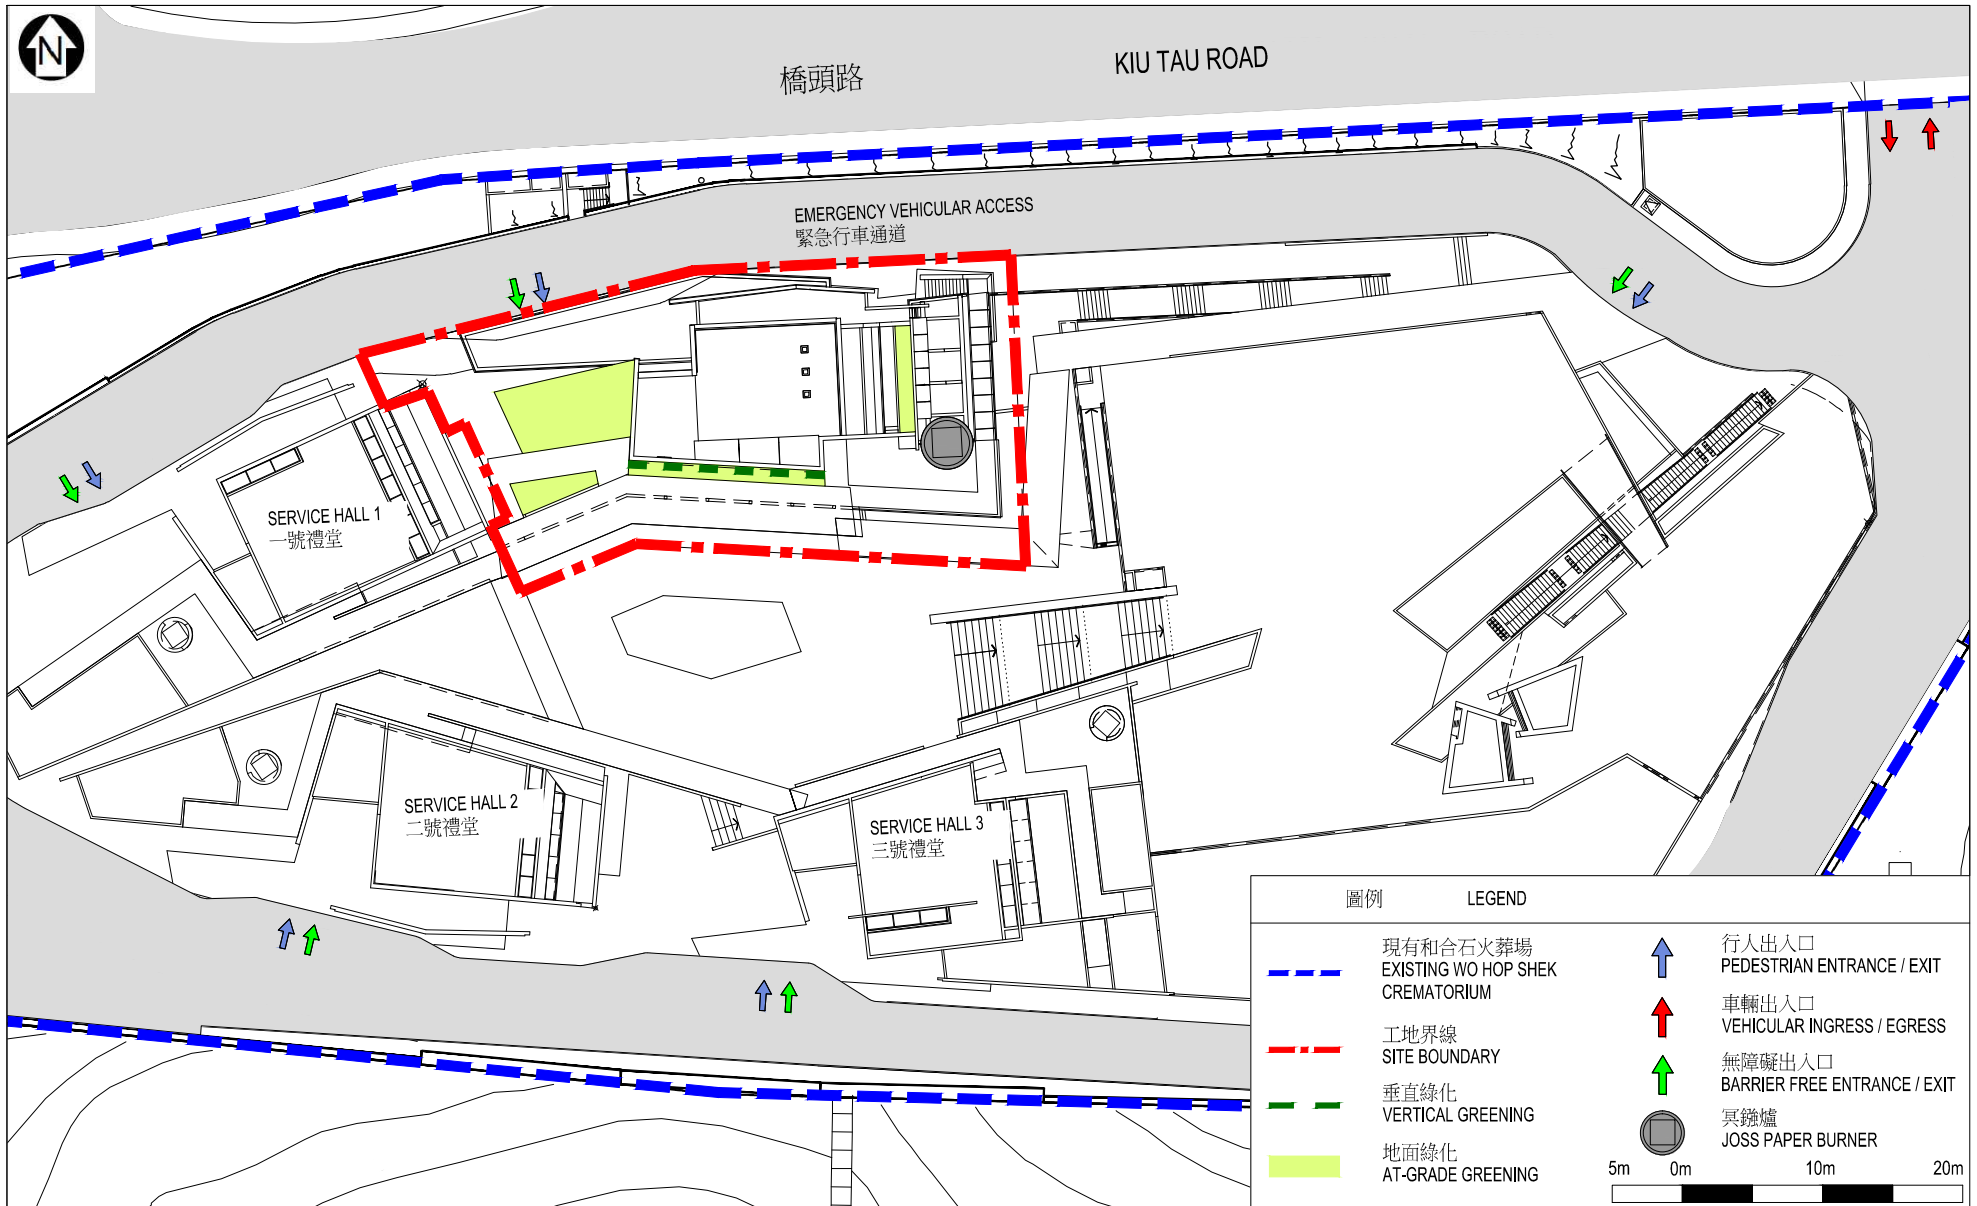 N
橋頭路
KIU TAU ROAD
EMERGENCY VEHICULAR ACCESS
緊急行車通道
SERVICE HALL 1
一號禮堂
SERVICE HALL 2
二號禮堂
SERVICE HALL 3
三號禮堂
圖例 LEGEND
現有和合石火葬場
EXISTING WO HOP SHEK
CREMATORIUM
工地界線
SITE BOUNDARY
垂直綠化
VERTICAL GREENING
地面綠化
AT-GRADE GREENING
行人出入口
PEDESTRIAN ENTRANCE / EXIT
車輛出入口
VEHICULAR INGRESS / EGRESS
無障礙出入口
BARRIER FREE ENTRANCE / EXIT
冥鏹爐
JOSS PAPER BURNER
5m 0m 10m 20m